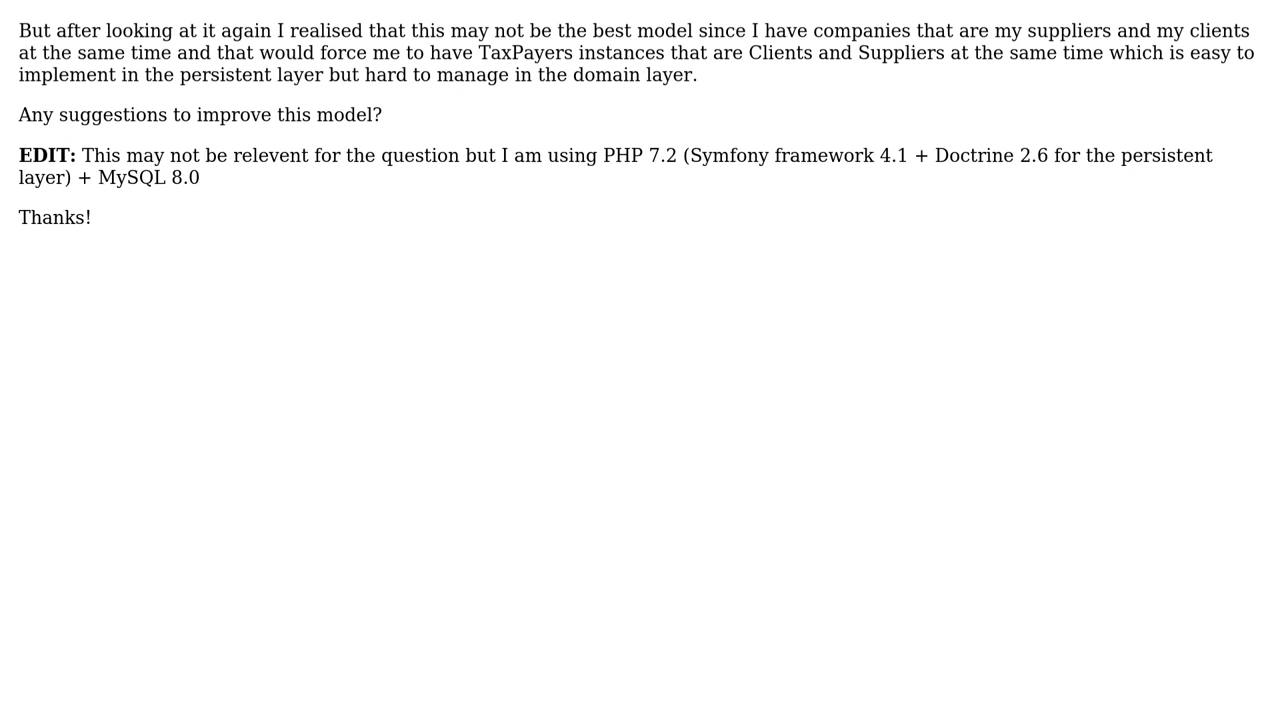 But after looking at it again I realised that this may not be the best model since I have companies that are my suppliers and my clients
at the same time and that would force me to have TaxPayers instances that are Clients and Suppliers at the same time which is easy to
implement in the persistent layer but hard to manage in the domain layer.
Any suggestions to improve this model?
EDIT: This may not be relevent for the question but I am using PHP 7.2 (Symfony framework 4.1 + Doctrine 2.6 for the persistent
layer) + MySQL 8.0
Thanks!